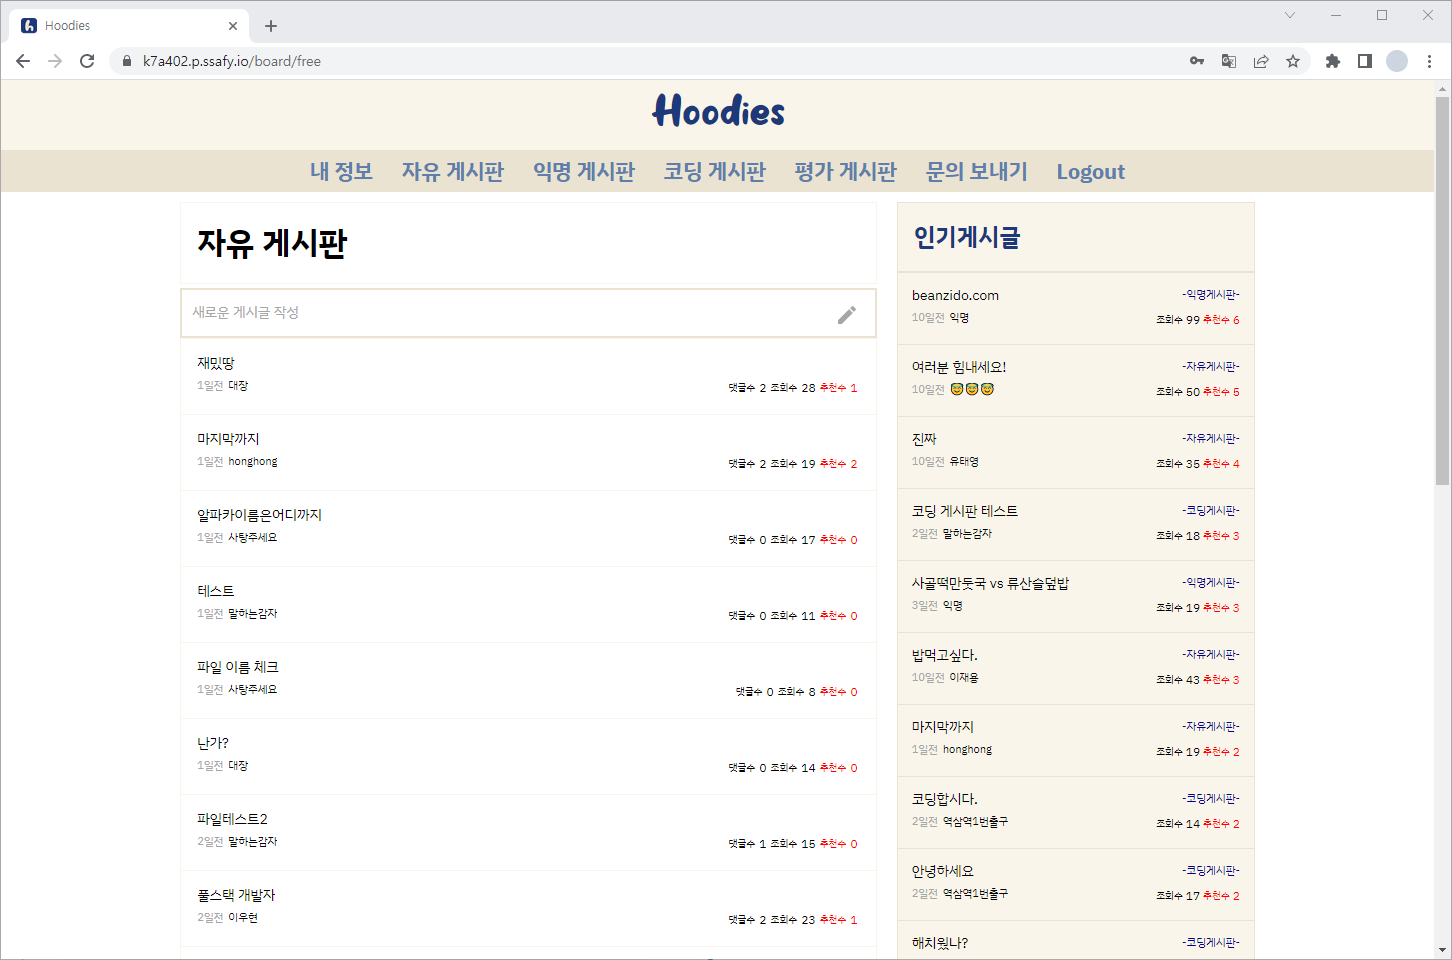 Hoodies
k7a402.p.ssafy.io/board/free
Hoodies
내 정보 자유 게시판 익명 게시판 코딩 게시판 평가 게시판 문의 보내기 Logout
자유 게시판
새로운 게시글 작성
재밌땅
1일전 대장
댓글수 2 조회수 28 추천수 1
마지막까지
1일전 honghong
댓글수 2 조회수 19 추천수 2
알파카이름은어디까지
1일전 사탕주세요
댓글수 0 조회수 17 추천수 0
테스트
1일전 말하는감자
댓글수 0 조회수 11 추천수 0
파일 이름 체크
1일전 사탕주세요
댓글수 0 조회수 8 추천수 0
난가?
1일전 대장
댓글수 0 조회수 14 추천수 0
파일테스트2
2일전 말하는감자
댓글수 1 조회수 15 추천수 0
풀스택 개발자
2일전 이우현
댓글수 2 조회수 23 추천수 1
인기게시글
beanzido.com -익명게시판-
10일전 익명 조회수 99 추천수 6
여러분 힘내세요! -자유게시판-
10일전 😇😇😇 조회수 50 추천수 5
진짜 -자유게시판-
10일전 유태영 조회수 35 추천수 4
코딩 게시판 테스트 -코딩게시판-
2일전 말하는감자 조회수 18 추천수 3
사골떡만둣국 vs 류산슬덮밥 -익명게시판-
3일전 익명 조회수 19 추천수 3
밥먹고싶다. -자유게시판-
10일전 이재용 조회수 43 추천수 3
마지막까지 -자유게시판-
1일전 honghong 조회수 19 추천수 2
코딩합시다. -코딩게시판-
2일전 역삼역1번출구 조회수 14 추천수 2
안녕하세요 -코딩게시판-
2일전 역삼역1번출구 조회수 17 추천수 2
해치웠나? -코딩게시판-